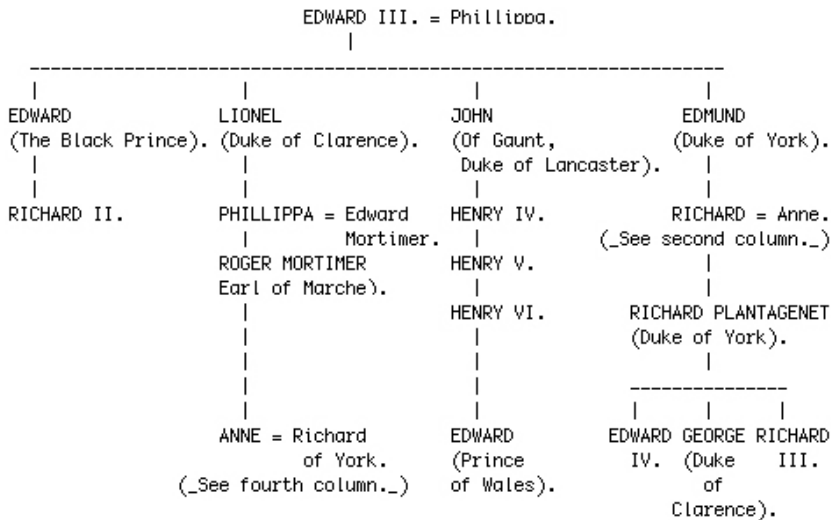 EDWARD III. = Phillippa.
EDWARD LIONEL JOHN EDMUND
(The Black Prince). (Duke of Clarence). (Of Gaunt, (Duke of York).
Duke of Lancaster).
RICHARD II. PHILLIPPA = Edward HENRY IV. RICHARD = Anne.
Mortimer. (_See second column._)
ROGER MORTIMER HENRY V.
Earl of Marche).
HENRY VI. RICHARD PLANTAGENET
(Duke of York).
ANNE = Richard EDWARD EDWARD GEORGE RICHARD
of York. (Prince IV. (Duke III.
(_See fourth column._) of Wales). of
Clarence).